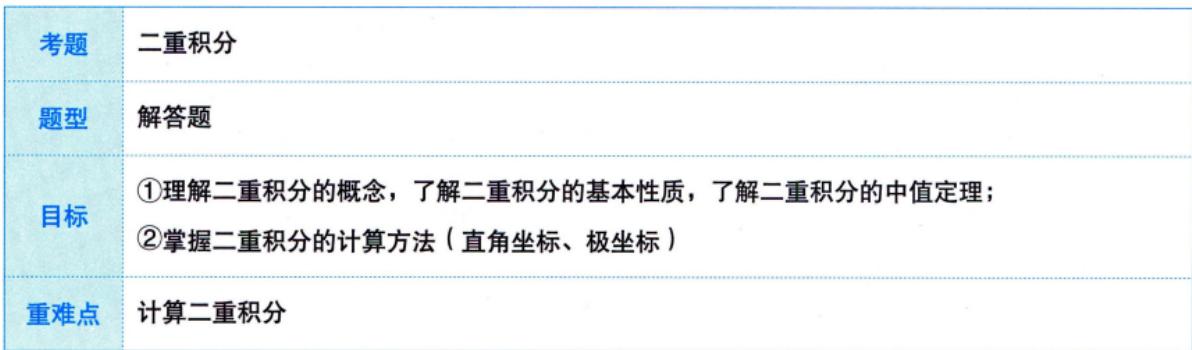 考题 二重积分
题型 解答题
目标 ①理解二重积分的概念，了解二重积分的基本性质，了解二重积分的中值定理；
②掌握二重积分的计算方法（直角坐标、极坐标）
重难点 计算二重积分